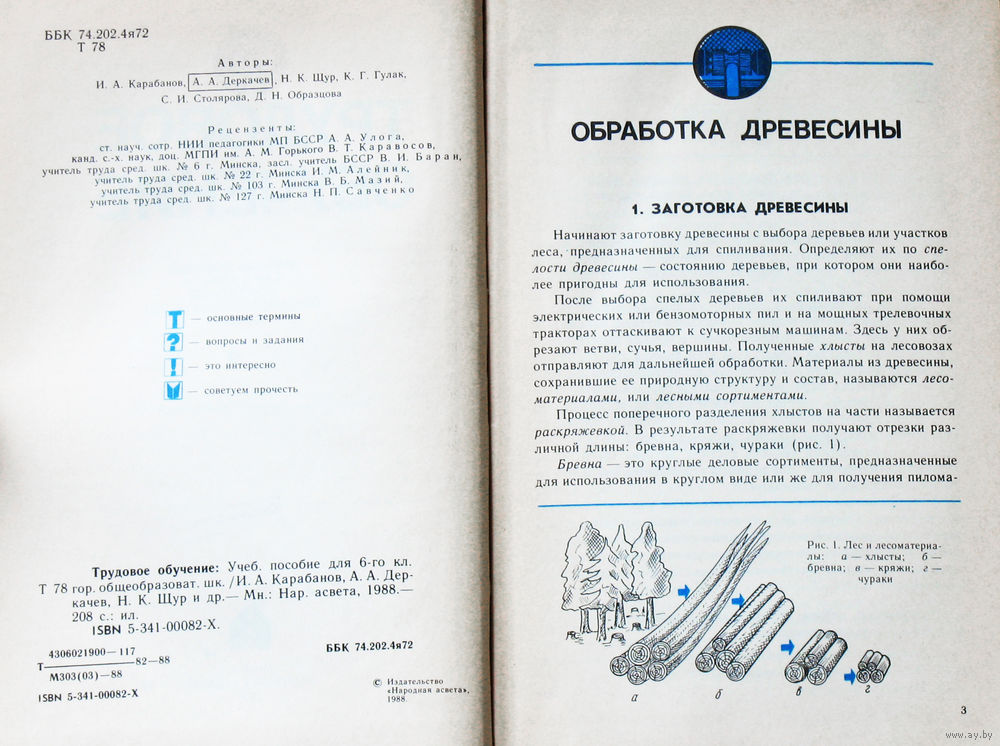 ББК 74.202.4я72
Т 78
Авторы:
И. А. Карабанов, А. А. Деркачев, Н. К. Щур, К. Г. Гулак,
С. И. Столярова, Д. Н. Образцова
Рецензенты:
ст. науч. сотр. НИИ педагогики МП БССР А. А. Улога,
канд. с.-х. наук, доц. МГПИ им. А. М. Горького В. Т. Каравосов,
учитель труда сред. шк. № 6 г. Минска, засл. учитель БССР В. И. Баран,
учитель труда сред. шк. № 22 г. Минска И. М. Алейник,
учитель труда сред. шк. № 103 г. Минска В. Б. Мазий,
учитель труда сред. шк. № 127 г. Минска Н. П. Савченко
Т — основные термины
? — вопросы и задания
! — это интересно
— советуем прочесть
Трудовое обучение: Учеб. пособие для 6-го кл.
Т 78 гор. общеобразоват. шк. /И. А. Карабанов, А. А. Дер-
качев, Н. К. Щур и др.— Мн.: Нар. асвета, 1988.—
208 с.: ил.
ISBN 5-341-00082-X.
4306021900—117
Т—82—88
М303(03)—88
ББК 74.202.4я72
ISBN 5-341-00082-X
© Издательство
«Народная асвета»,
1988.
ОБРАБОТКА ДРЕВЕСИНЫ
1. ЗАГОТОВКА ДРЕВЕСИНЫ
Начинают заготовку древесины с выбора деревьев или участков
леса, предназначенных для спиливания. Определяют их по спе-
лости древесины — состоянию деревьев, при котором они наибо-
лее пригодны для использования.
После выбора спелых деревьев их спиливают при помощи
электрических или бензомоторных пил и на мощных трелевочных
тракторах оттаскивают к сучкорезным машинам. Здесь у них об-
резают ветви, сучья, вершины. Полученные хлысты на лесовозах
отправляют для дальнейшей обработки. Материалы из древесины,
сохранившие ее природную структуру и состав, называются лесо-
материалами, или лесными сортиментами.
Процесс поперечного разделения хлыстов на части называется
раскряжевкой. В результате раскряжевки получают отрезки раз-
личной длины: бревна, кряжи, чураки (рис. 1).
Бревна — это круглые деловые сортименты, предназначенные
для использования в круглом виде или же для получения пилома-
Рис. 1. Лес и лесоматериа-
лы: а — хлысты; б —
бревна; в — кряжи; г —
чураки
а
б
в
г
3
www.ay.by